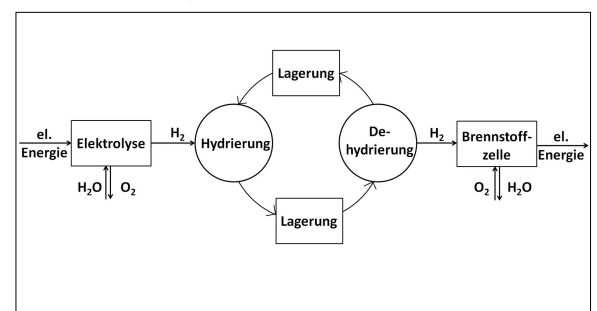 Lagerung
el.
Energie
Elektrolyse
H₂
Hydrierung
De-
hydrierung
H₂
Brennstoff-
zelle
el.
Energie
H₂O
O₂
O₂
H₂O
Lagerung